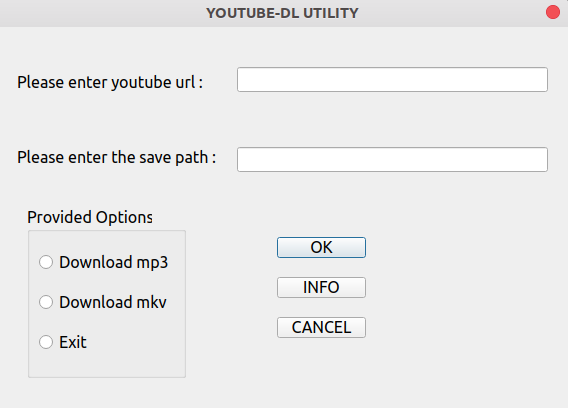 YOUTUBE-DL UTILITY
Please enter youtube url :
Please enter the save path :
Provided Options
Download mp3
Download mkv
Exit
OK
INFO
CANCEL